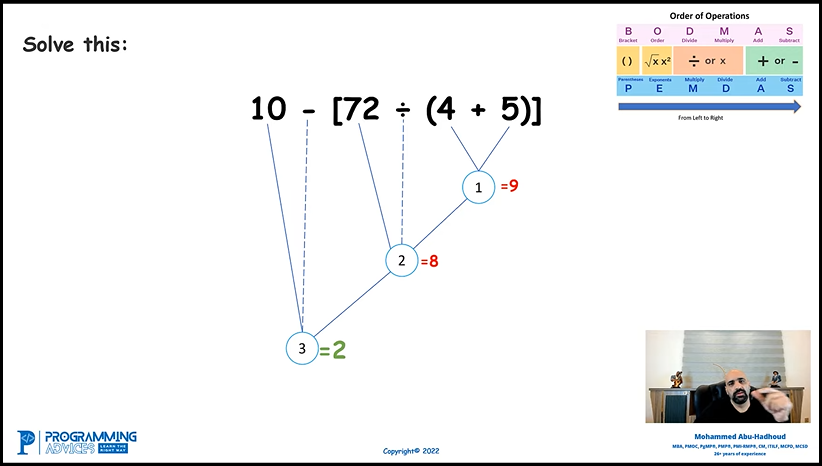 Solve this:
10 - [72 ÷ (4 + 5)]
1 =9
2 =8
3 =2
Order of Operations
B O D M A S
Bracket Order Divide Multiply Add Subtract
( ) √x x² ÷ or x + or -
Parentheses Exponents Multiply Divide Add Subtract
P E M D A S
From Left to Right
PROGRAMMING
ADVICES LEARN THE
RIGHT WAY
Copyright© 2022
Mohammed Abu-Hadhoud
MBA, PMOC, PgMP®, PMP®, PMI-RMP®, CM, ITILF, MCPD, MCSD
26+ years of experience